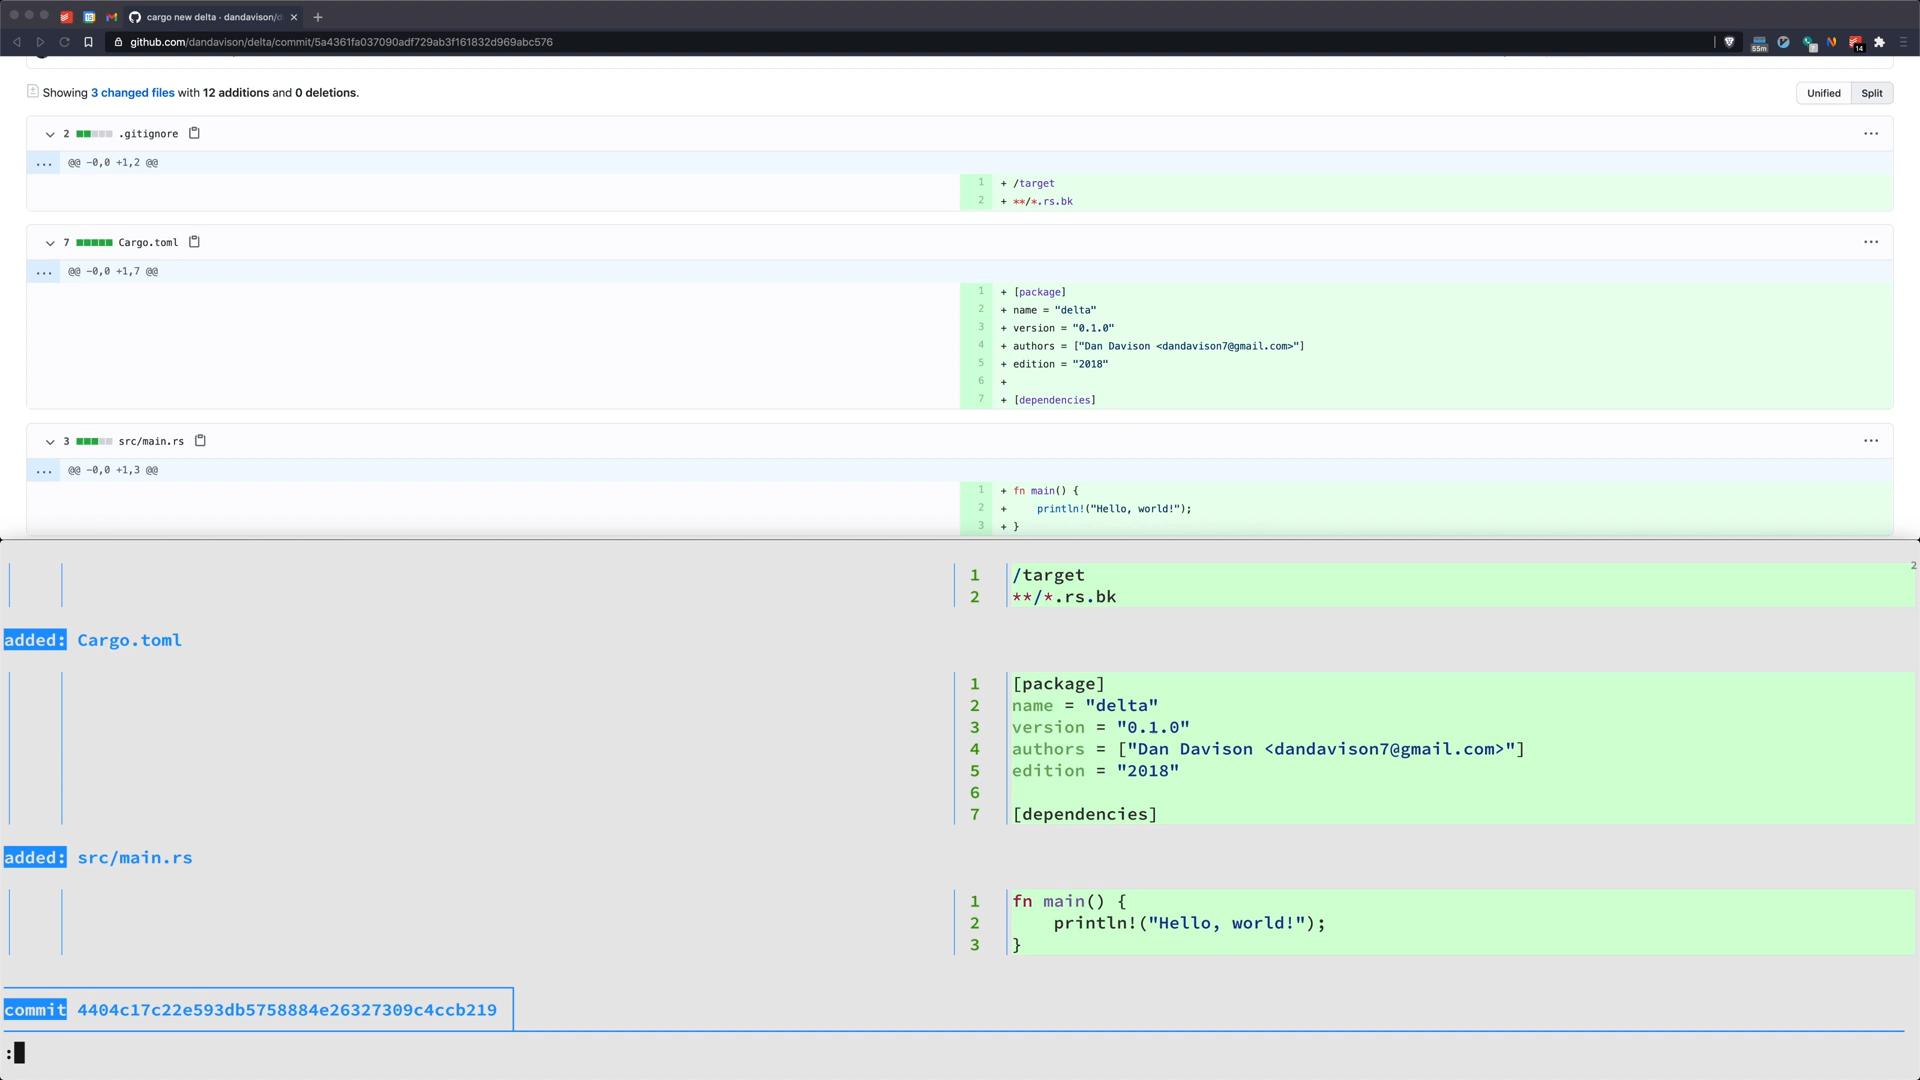 cargo new delta · dandavison/d
github.com/dandavison/delta/commit/5a4361fa037090adf729ab3f161832d969abc576
55m
14
Showing 3 changed files with 12 additions and 0 deletions.
Unified Split
2 .gitignore
... @@ -0,0 +1,2 @@
1 + /target
2 + **/*.rs.bk
7 Cargo.toml
... @@ -0,0 +1,7 @@
1 + [package]
2 + name = "delta"
3 + version = "0.1.0"
4 + authors = ["Dan Davison <dandavison7@gmail.com>"]
5 + edition = "2018"
6 +
7 + [dependencies]
3 src/main.rs
... @@ -0,0 +1,3 @@
1 + fn main() {
2 +     println!("Hello, world!");
3 + }
2
1 /target
2 **/*.rs.bk
added: Cargo.toml
1 [package]
2 name = "delta"
3 version = "0.1.0"
4 authors = ["Dan Davison <dandavison7@gmail.com>"]
5 edition = "2018"
6
7 [dependencies]
added: src/main.rs
1 fn main() {
2     println!("Hello, world!");
3 }
commit 4404c17c22e593db5758884e26327309c4ccb219
: